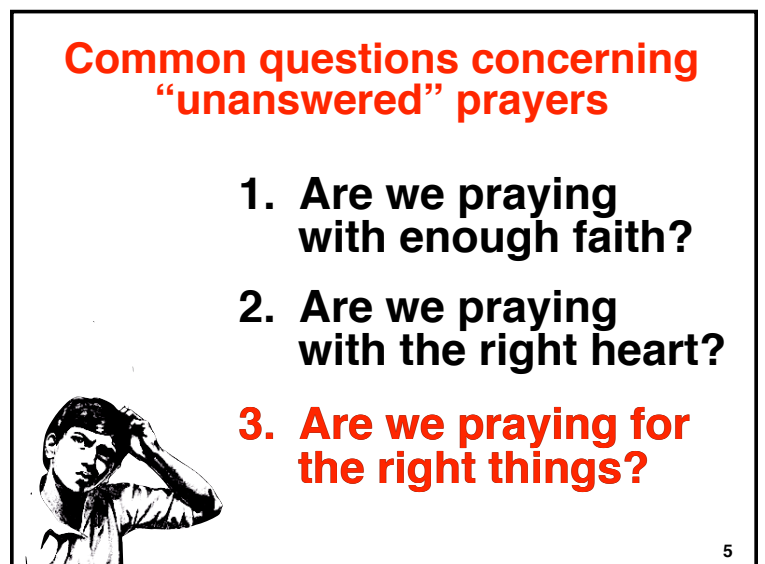 Common questions concerning
“unanswered” prayers
1. Are we praying
with enough faith?
2. Are we praying
with the right heart?
3. Are we praying for
the right things?
5